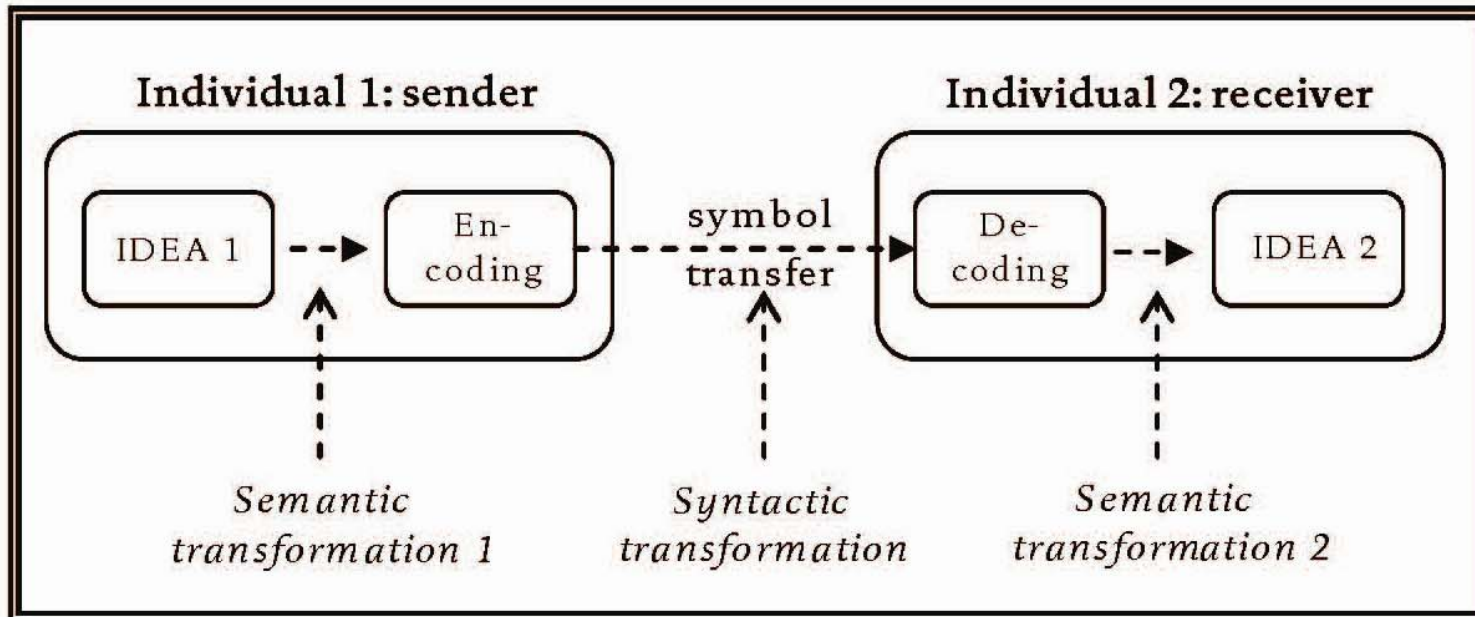 Individual 1: sender
Individual 2: receiver
IDEA 1
En-
coding
symbol
transfer
De-
coding
IDEA 2
Semantic
transformation 1
Syntactic
transformation
Semantic
transformation 2